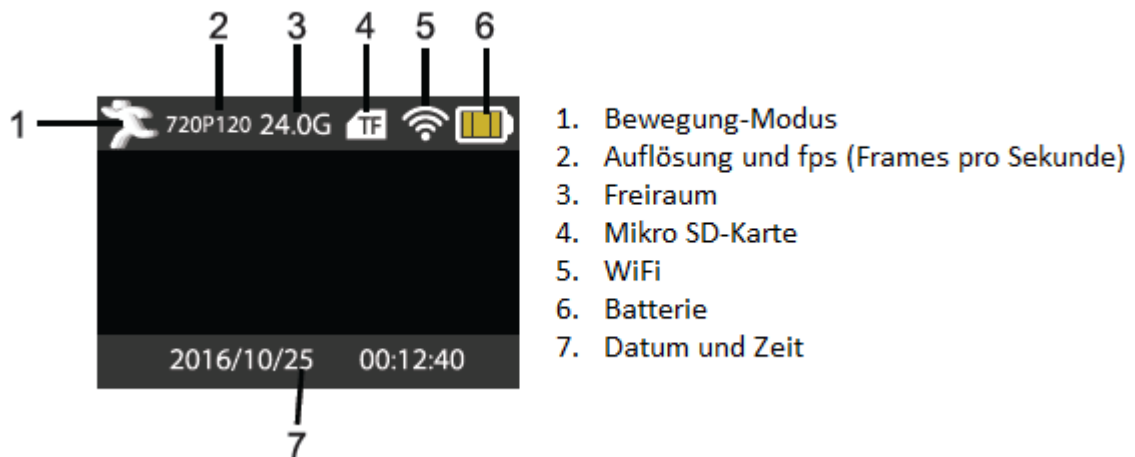 2 3 4 5 6
1
720P120 24.0G TF
1. Bewegung-Modus
2. Auflösung und fps (Frames pro Sekunde)
3. Freiraum
4. Mikro SD-Karte
5. WiFi
6. Batterie
7. Datum und Zeit
2016/10/25 00:12:40
7